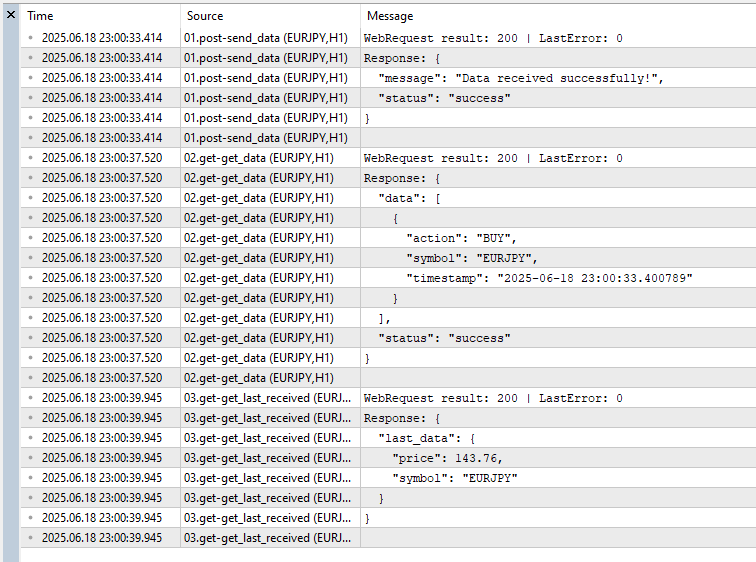 Time Source Message
2025.06.18 23:00:33.414 01.post-send_data (EURJPY,H1) WebRequest result: 200 | LastError: 0
2025.06.18 23:00:33.414 01.post-send_data (EURJPY,H1) Response: {
2025.06.18 23:00:33.414 01.post-send_data (EURJPY,H1) "message": "Data received successfully!",
2025.06.18 23:00:33.414 01.post-send_data (EURJPY,H1) "status": "success"
2025.06.18 23:00:33.414 01.post-send_data (EURJPY,H1) }
2025.06.18 23:00:33.414 01.post-send_data (EURJPY,H1)
2025.06.18 23:00:37.520 02.get-get_data (EURJPY,H1) WebRequest result: 200 | LastError: 0
2025.06.18 23:00:37.520 02.get-get_data (EURJPY,H1) Response: {
2025.06.18 23:00:37.520 02.get-get_data (EURJPY,H1) "data": [
2025.06.18 23:00:37.520 02.get-get_data (EURJPY,H1) {
2025.06.18 23:00:37.520 02.get-get_data (EURJPY,H1) "action": "BUY",
2025.06.18 23:00:37.520 02.get-get_data (EURJPY,H1) "symbol": "EURJPY",
2025.06.18 23:00:37.520 02.get-get_data (EURJPY,H1) "timestamp": "2025-06-18 23:00:33.400789"
2025.06.18 23:00:37.520 02.get-get_data (EURJPY,H1) }
2025.06.18 23:00:37.520 02.get-get_data (EURJPY,H1) ],
2025.06.18 23:00:37.520 02.get-get_data (EURJPY,H1) "status": "success"
2025.06.18 23:00:37.520 02.get-get_data (EURJPY,H1) }
2025.06.18 23:00:37.520 02.get-get_data (EURJPY,H1)
2025.06.18 23:00:39.945 03.get-get_last_received (EURJ... WebRequest result: 200 | LastError: 0
2025.06.18 23:00:39.945 03.get-get_last_received (EURJ... Response: {
2025.06.18 23:00:39.945 03.get-get_last_received (EURJ... "last_data": {
2025.06.18 23:00:39.945 03.get-get_last_received (EURJ... "price": 143.76,
2025.06.18 23:00:39.945 03.get-get_last_received (EURJ... "symbol": "EURJPY"
2025.06.18 23:00:39.945 03.get-get_last_received (EURJ... }
2025.06.18 23:00:39.945 03.get-get_last_received (EURJ... }
2025.06.18 23:00:39.945 03.get-get_last_received (EURJ...